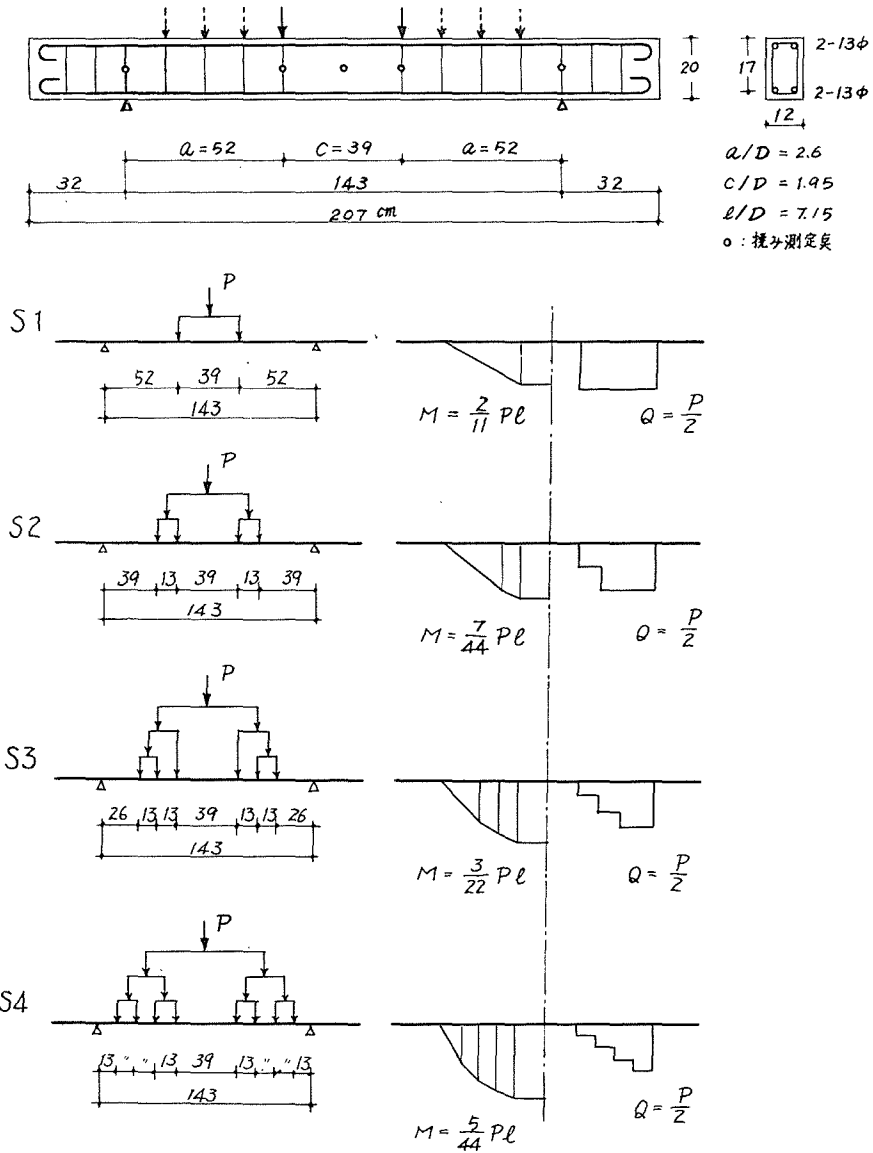 20
17
2-13φ
2-13φ
12
a=52
C=39
a=52
32
143
32
207 cm
a/D = 2.6
C/D = 1.95
l/D = 7.15
o : 撓み測定点
S1
P
52
39
52
143
M = 2/11 Pl
Q = P/2
S2
P
39
13
39
13
39
143
M = 7/44 Pl
Q = P/2
S3
P
26
13
13
39
13
13
26
143
M = 3/22 Pl
Q = P/2
S4
P
13
"
"
13
39
13
"
"
13
143
M = 5/44 Pl
Q = P/2